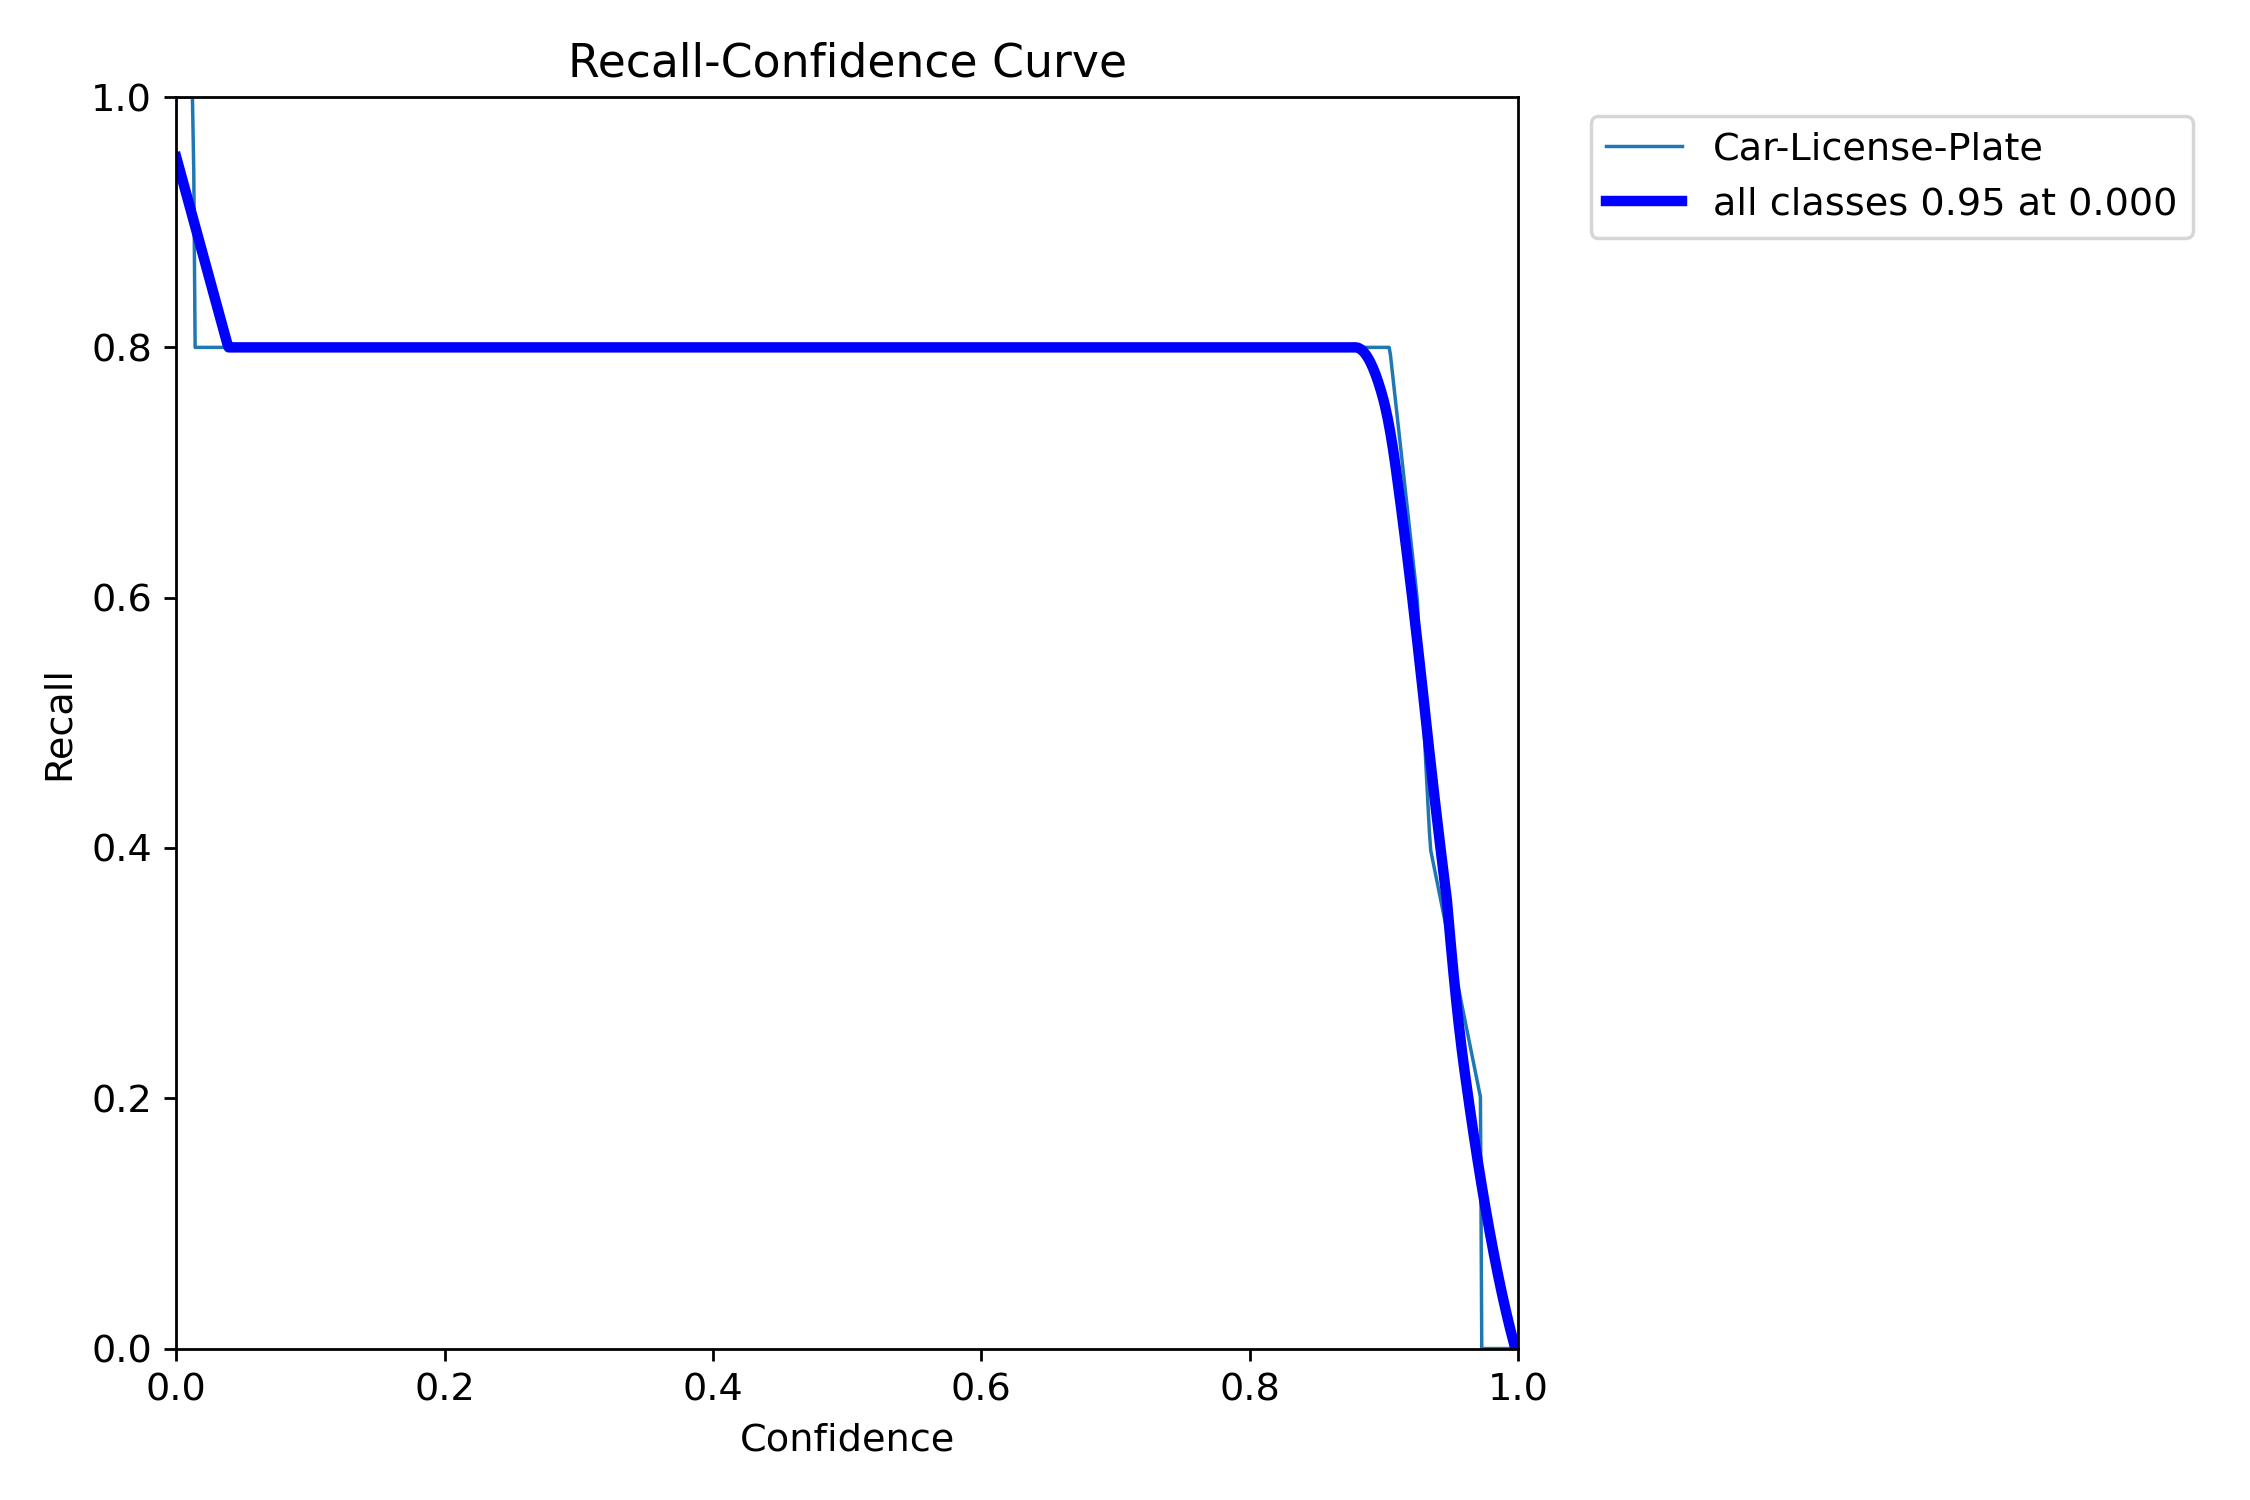 Recall-Confidence Curve
Car-License-Plate
all classes 0.95 at 0.000
1.0
0.8
0.6
0.4
0.2
0.0
Recall
0.0 0.2 0.4 0.6 0.8 1.0
Confidence